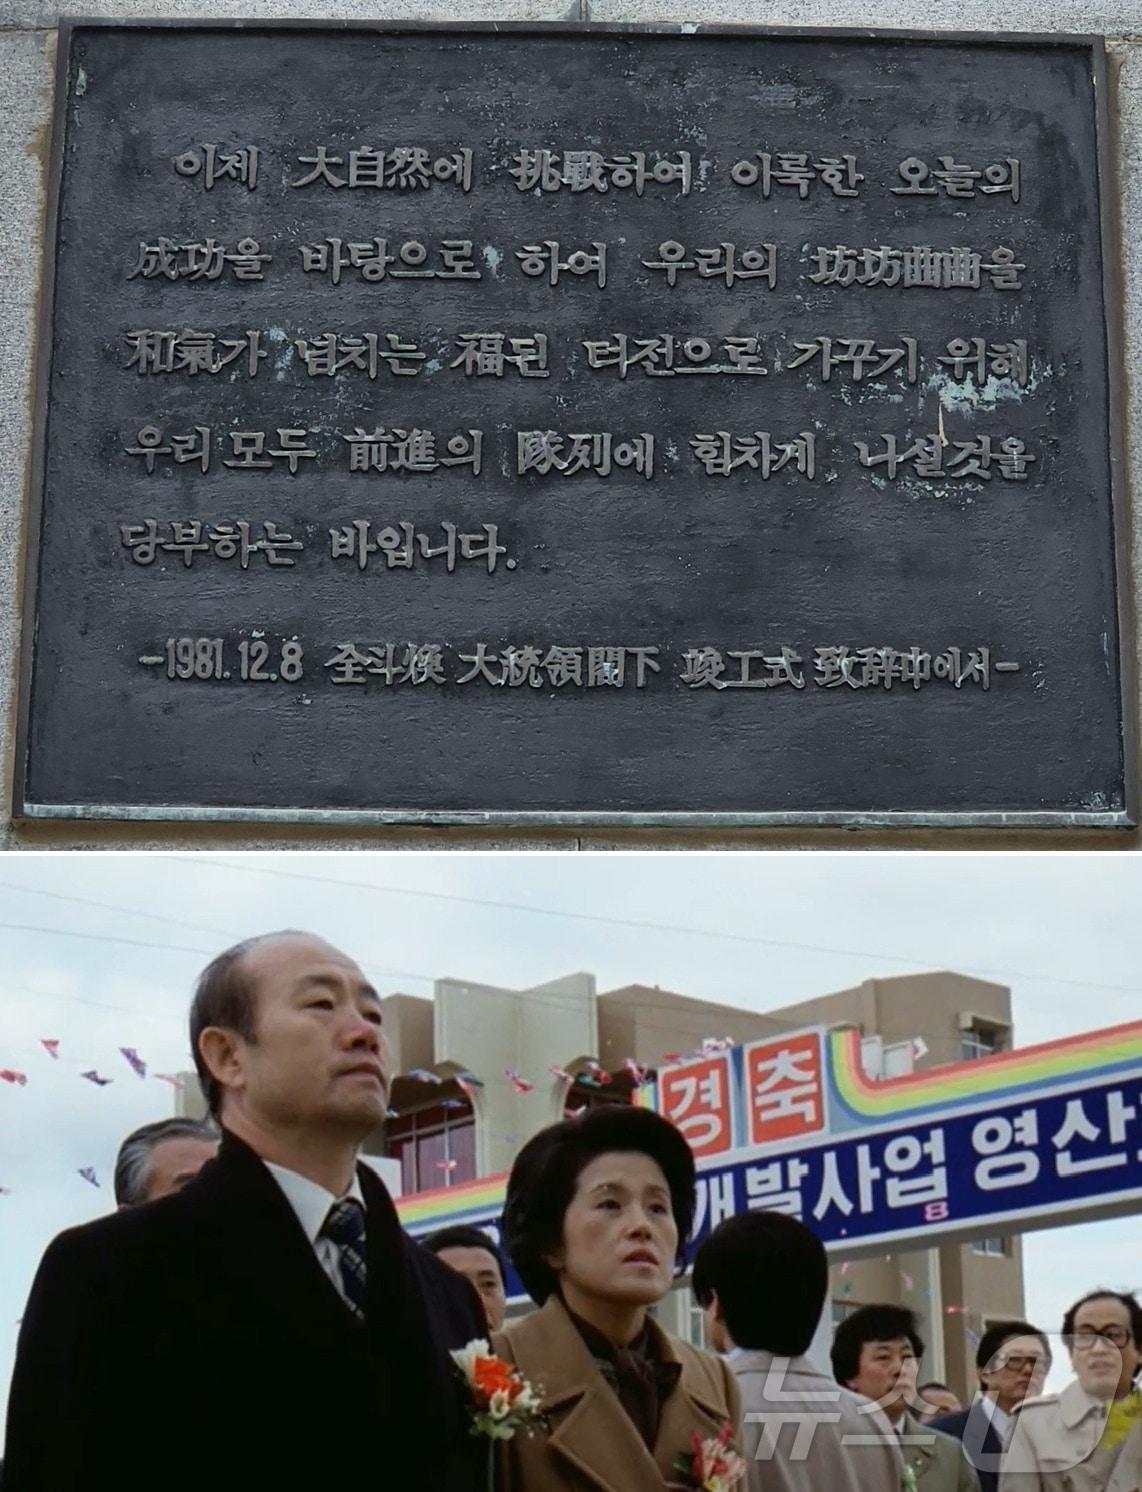 이제 大自然에 挑戰하여 이룩한 오늘의
成功을 바탕으로 하여 우리의 坊坊曲曲을
和氣가 넘치는 福된 터전으로 가꾸기 위해
우리 모두 前進의 隊列에 힘차게 나설것을
당부하는 바입니다.
-1981.12.8 全斗煥 大統領閣下 竣工式 致辞中에서-
경축
개발사업 영산
8
뉴스1